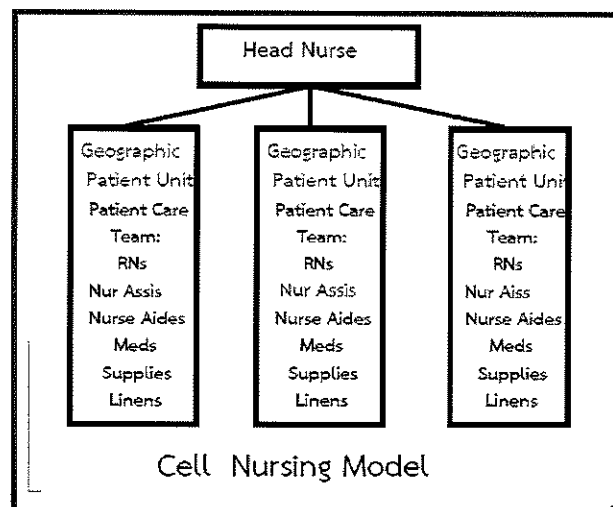 Head Nurse
Geographic
Patient Unit
Patient Care
Team:
RNs
Nur Assis
Nurse Aides
Meds
Supplies
Linens
Geographic
Patient Unit
Patient Care
Team:
RNs
Nur Assis
Nurse Aides
Meds
Supplies
Linens
Geographic
Patient Unit
Patient Care
Team:
RNs
Nur Aiss
Nurse Aides
Meds
Supplies
Linens
Cell Nursing Model